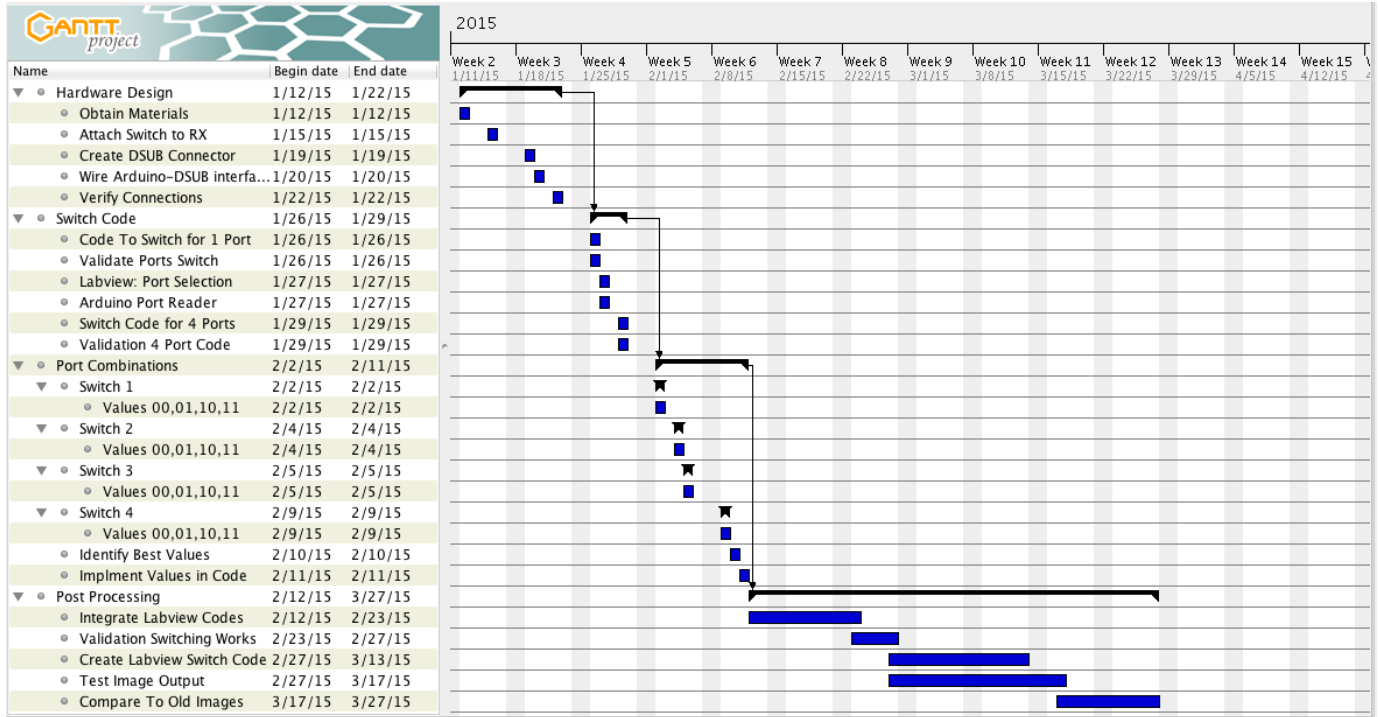 GANTT
project
2015
Name Begin date End date
Week 2 Week 3 Week 4 Week 5 Week 6 Week 7 Week 8 Week 9 Week 10 Week 11 Week 12 Week 13 Week 14 Week 15
1/11/15 1/18/15 1/25/15 2/1/15 2/8/15 2/15/15 2/22/15 3/1/15 3/8/15 3/15/15 3/22/15 3/29/15 4/5/15 4/12/15
Hardware Design 1/12/15 1/22/15
Obtain Materials 1/12/15 1/12/15
Attach Switch to RX 1/15/15 1/15/15
Create DSUB Connector 1/19/15 1/19/15
Wire Arduino-DSUB interfa... 1/20/15 1/20/15
Verify Connections 1/22/15 1/22/15
Switch Code 1/26/15 1/29/15
Code To Switch for 1 Port 1/26/15 1/26/15
Validate Ports Switch 1/26/15 1/26/15
Labview: Port Selection 1/27/15 1/27/15
Arduino Port Reader 1/27/15 1/27/15
Switch Code for 4 Ports 1/29/15 1/29/15
Validation 4 Port Code 1/29/15 1/29/15
Port Combinations 2/2/15 2/11/15
Switch 1 2/2/15 2/2/15
Values 00,01,10,11 2/2/15 2/2/15
Switch 2 2/4/15 2/4/15
Values 00,01,10,11 2/4/15 2/4/15
Switch 3 2/5/15 2/5/15
Values 00,01,10,11 2/5/15 2/5/15
Switch 4 2/9/15 2/9/15
Values 00,01,10,11 2/9/15 2/9/15
Identify Best Values 2/10/15 2/10/15
Implment Values in Code 2/11/15 2/11/15
Post Processing 2/12/15 3/27/15
Integrate Labview Codes 2/12/15 2/23/15
Validation Switching Works 2/23/15 2/27/15
Create Labview Switch Code 2/27/15 3/13/15
Test Image Output 2/27/15 3/17/15
Compare To Old Images 3/17/15 3/27/15